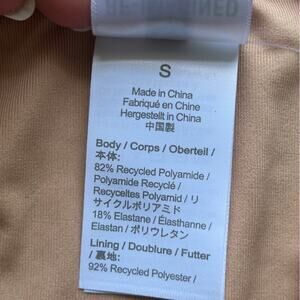 S
Made in China
Fabriqué en Chine
Hergestellt in China
中国製
Body / Corps / Oberteil /
本体:
82% Recycled Polyamide /
Polyamide Recyclé /
Recyceltes Polyamid / リ
サイクルポリアミド
18% Elastane / Élasthanne /
Elastan / ポリウレタン
Lining / Doublure / Futter
/ 裏地:
92% Recycled Polyester /